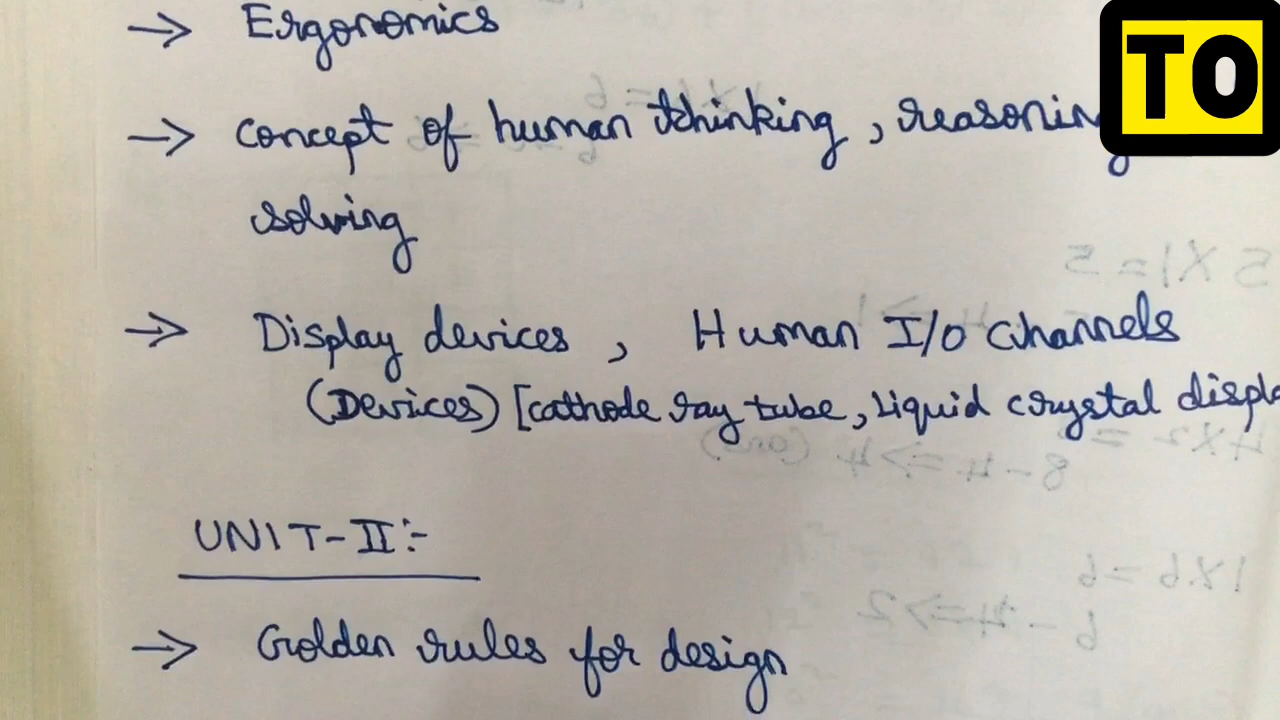 → Ergonomics
TO
→ concept of human thinking, reasoning
solving
→ Display devices, Human I/O Channels
(Devices) [cathode ray tube, liquid crystal displa
UNIT-II:-
→ Golden rules for design